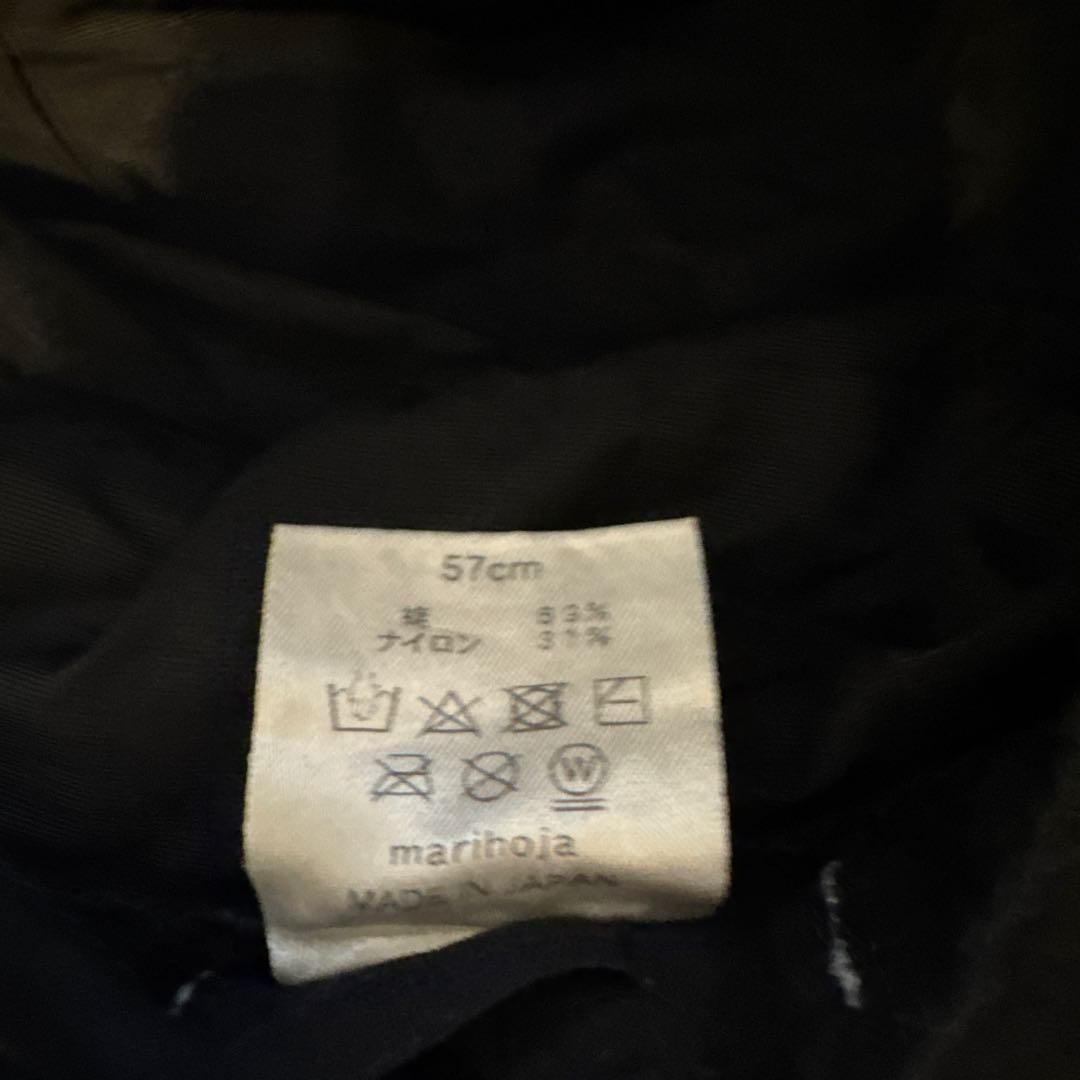 57cm
綿 69%
ナイロン 31%
W
marihoja
MADE IN JAPAN